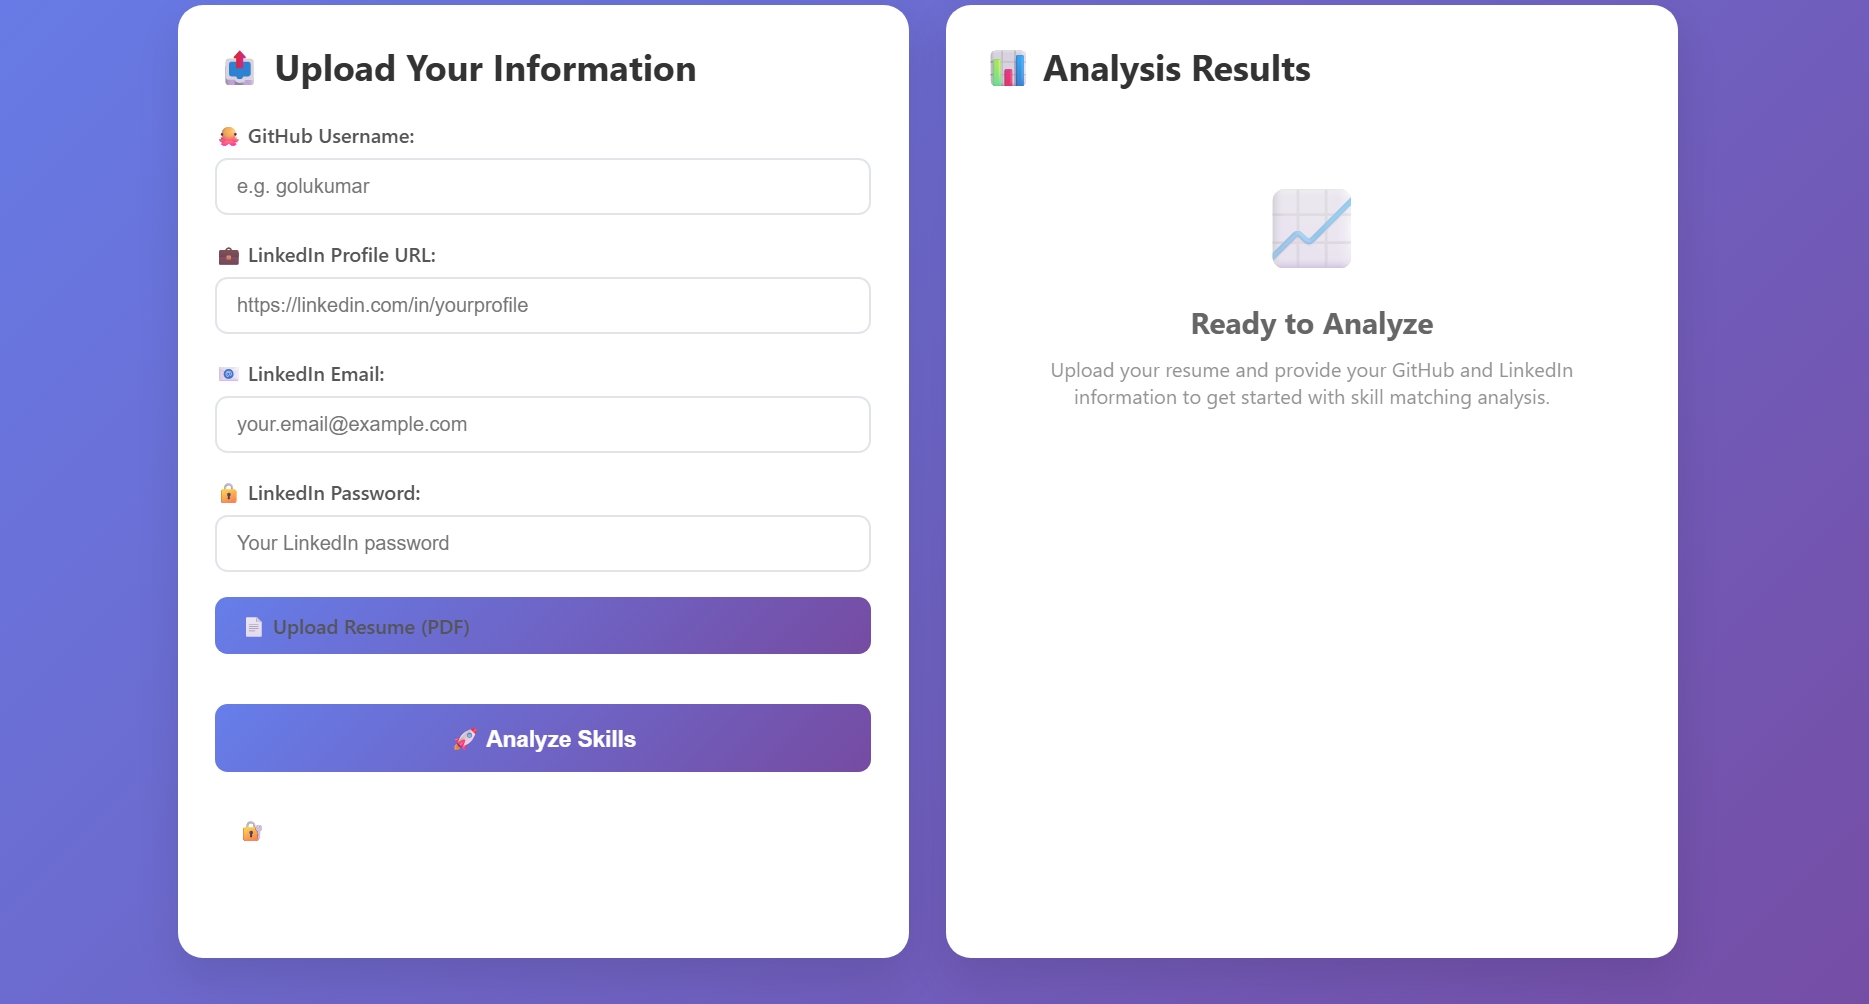 Upload Your Information
GitHub Username:
e.g. golukumar
LinkedIn Profile URL:
https://linkedin.com/in/yourprofile
LinkedIn Email:
your.email@example.com
LinkedIn Password:
Your LinkedIn password
Upload Resume (PDF)
Analyze Skills
Analysis Results
Ready to Analyze
Upload your resume and provide your GitHub and LinkedIn
information to get started with skill matching analysis.